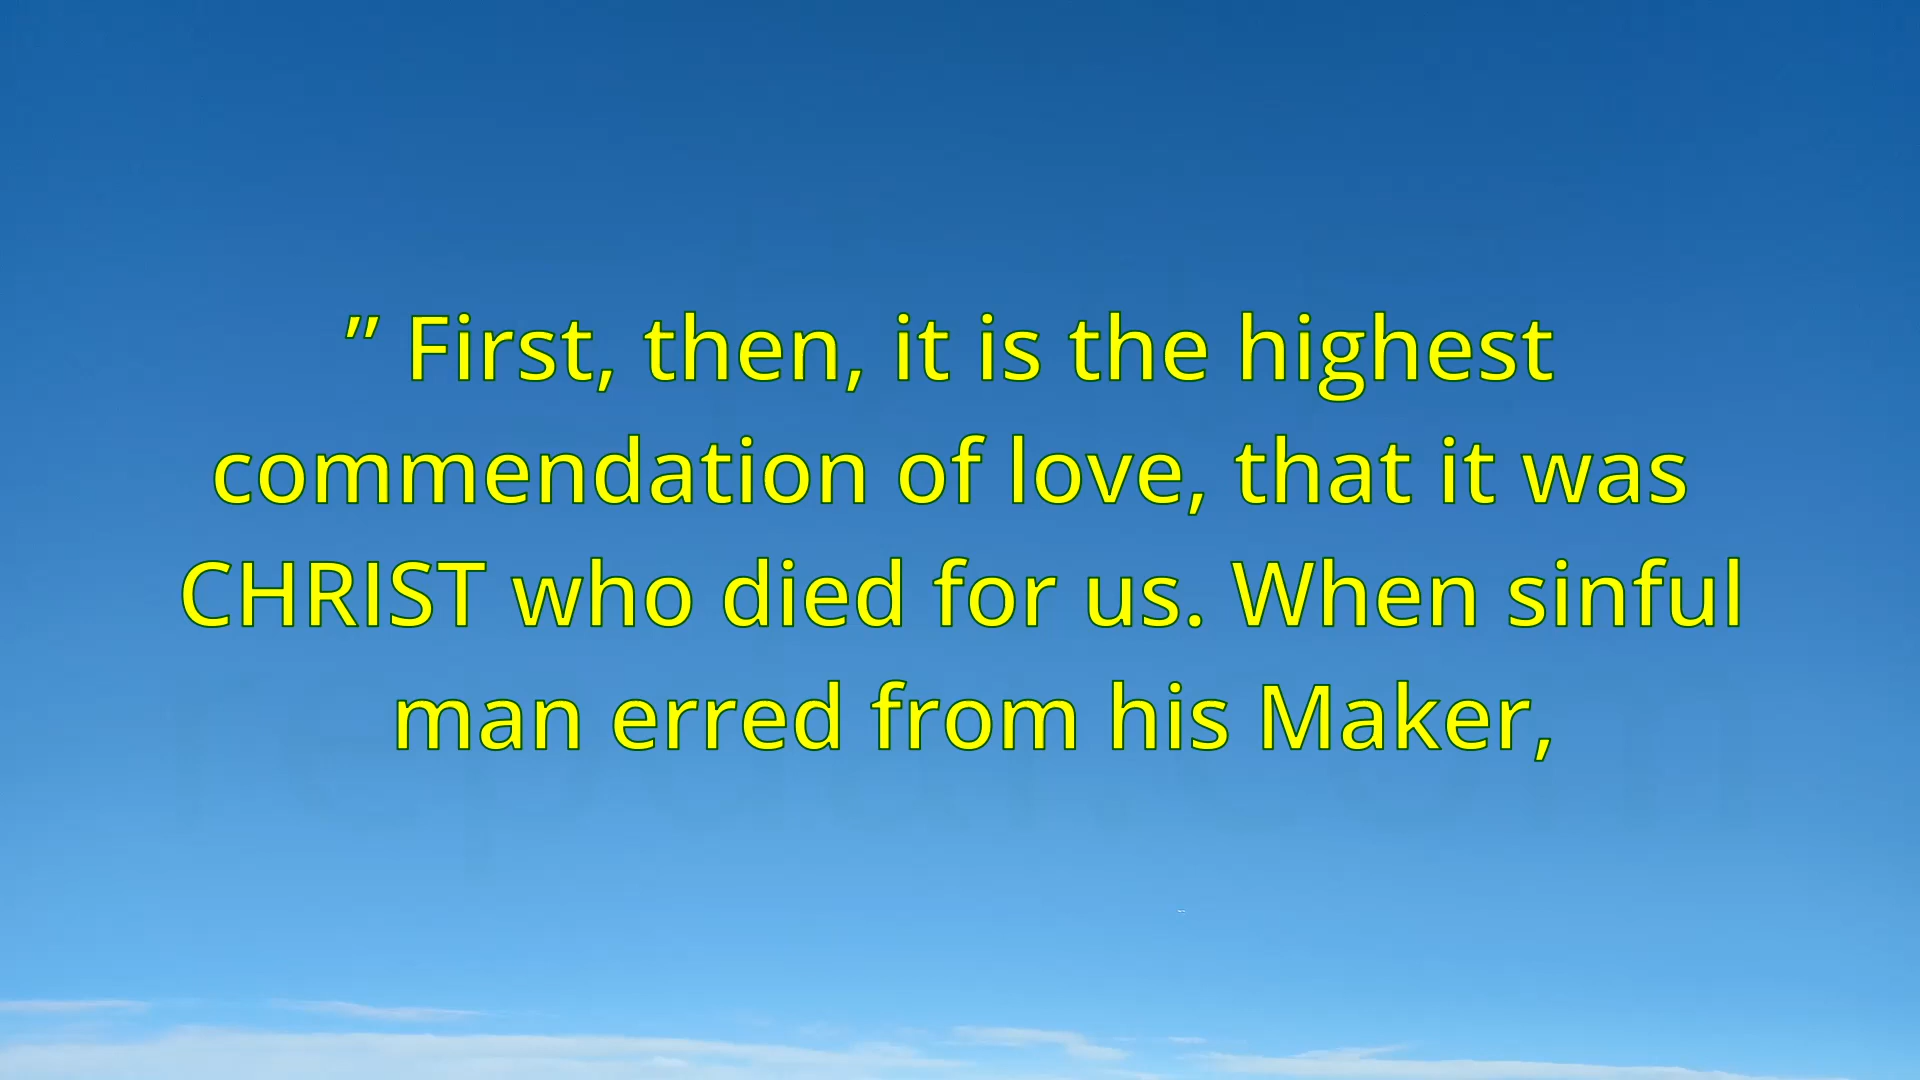 ” First, then, it is the highest
commendation of love, that it was
CHRIST who died for us. When sinful
man erred from his Maker,